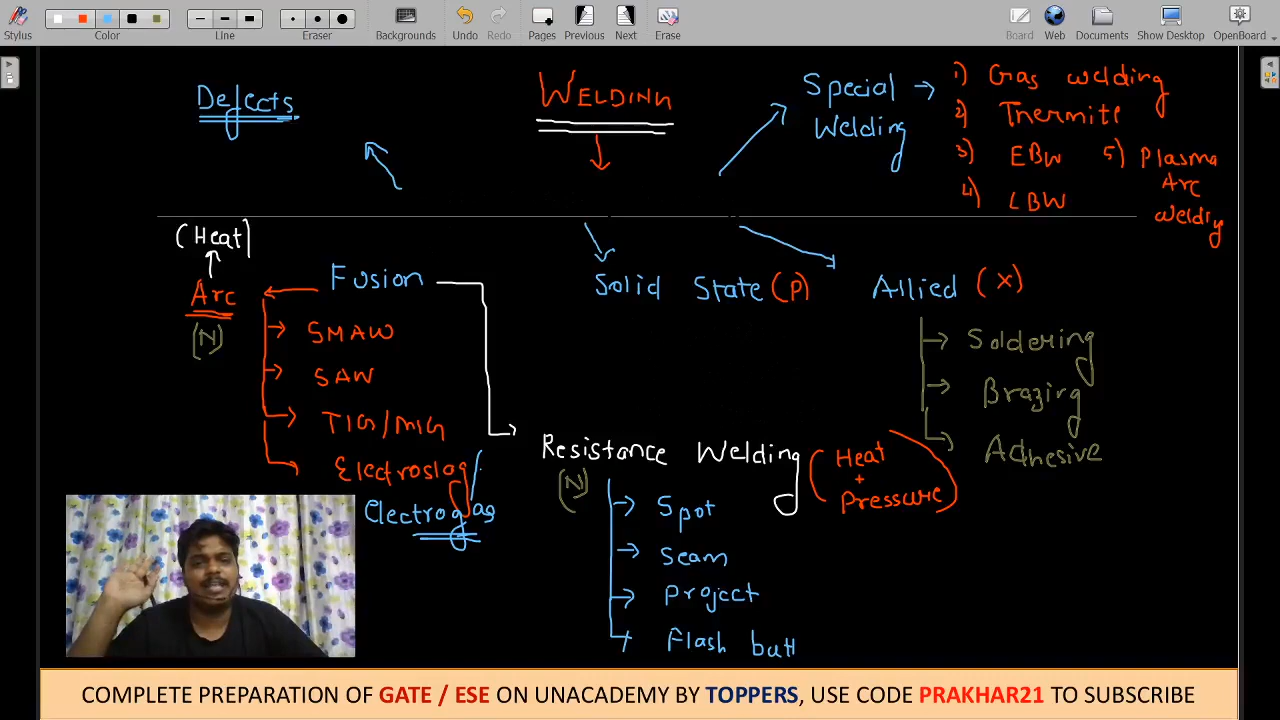 Stylus
Color
Line
Eraser
Backgrounds
Undo
Redo
Pages
Previous
Next
Erase
Board
Web
Documents
Show Desktop
OpenBoard
Defects
WELDING
Special → 1) Gas welding
Welding
2) Thermite
3) EBW 5) Plasma
Arc
4) LBW
welding
(Heat)
Arc
(N)
Fusion
Solid State (P)
Allied (X)
SMAW
SAW
TIG/MIG
Electroslag/
Electrogas
Soldering
Brazing
Adhesive
Resistance Welding (Heat
+
Pressure)
(N)
Spot
Seam
Project
Flash butt
COMPLETE PREPARATION OF GATE / ESE ON UNACADEMY BY TOPPERS, USE CODE PRAKHAR21 TO SUBSCRIBE